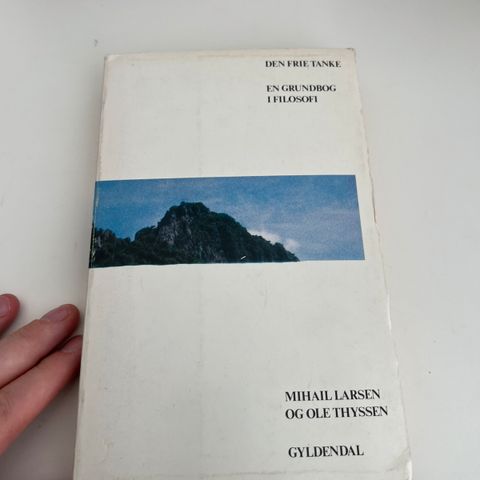 DEN FRIE TANKE
EN GRUNDBOG
I FILOSOFI
MIHAIL LARSEN
OG OLE THYSSEN
GYLDENDAL